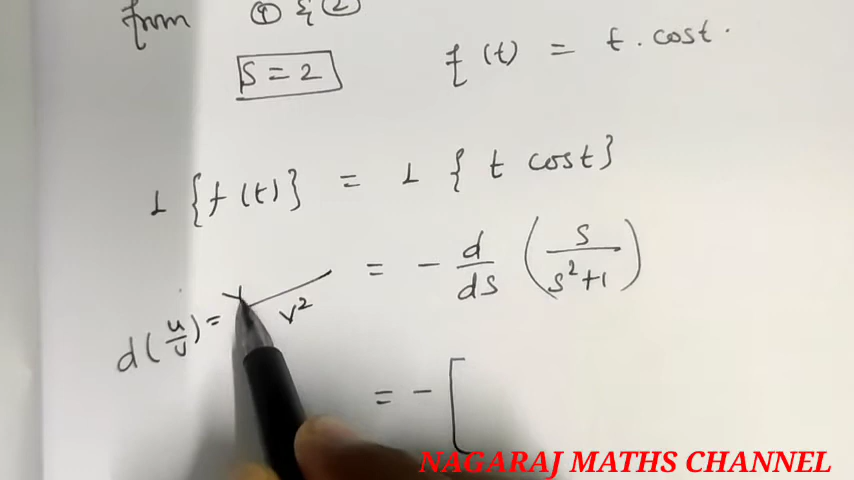 from ① & ②
S = 2 f(t) = t. cost.
L {f(t)} = L { t cost}
= - d/ds ( s/s²+1 )
d(u/v) = v/v²
= - [
NAGARAJ MATHS CHANNEL